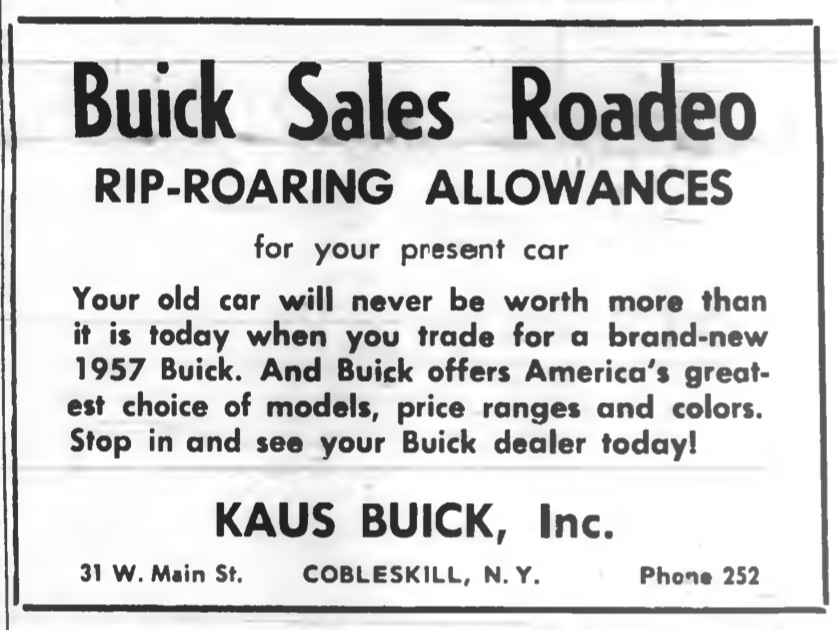 Buick Sales Roadeo
RIP-ROARING ALLOWANCES
for your present car
Your old car will never be worth more than
it is today when you trade for a brand-new
1957 Buick. And Buick offers America's great-
est choice of models, price ranges and colors.
Stop in and see your Buick dealer today!
KAUS BUICK, Inc.
31 W. Main St. COBLESKILL, N. Y. Phone 252